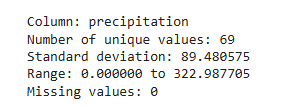 Column: precipitation
Number of unique values: 69
Standard deviation: 89.480575
Range: 0.000000 to 322.987705
Missing values: 0